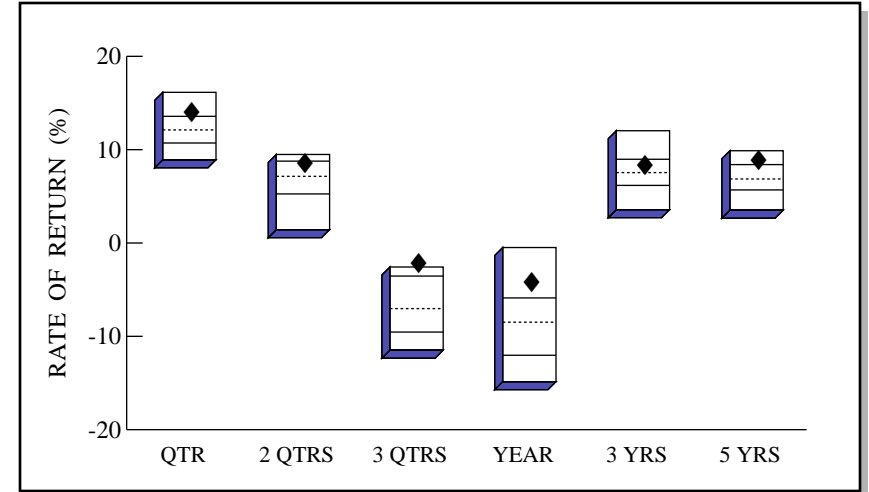 RATE OF RETURN (%)
20
10
0
-10
-20
QTR 2 QTRS 3 QTRS YEAR 3 YRS 5 YRS